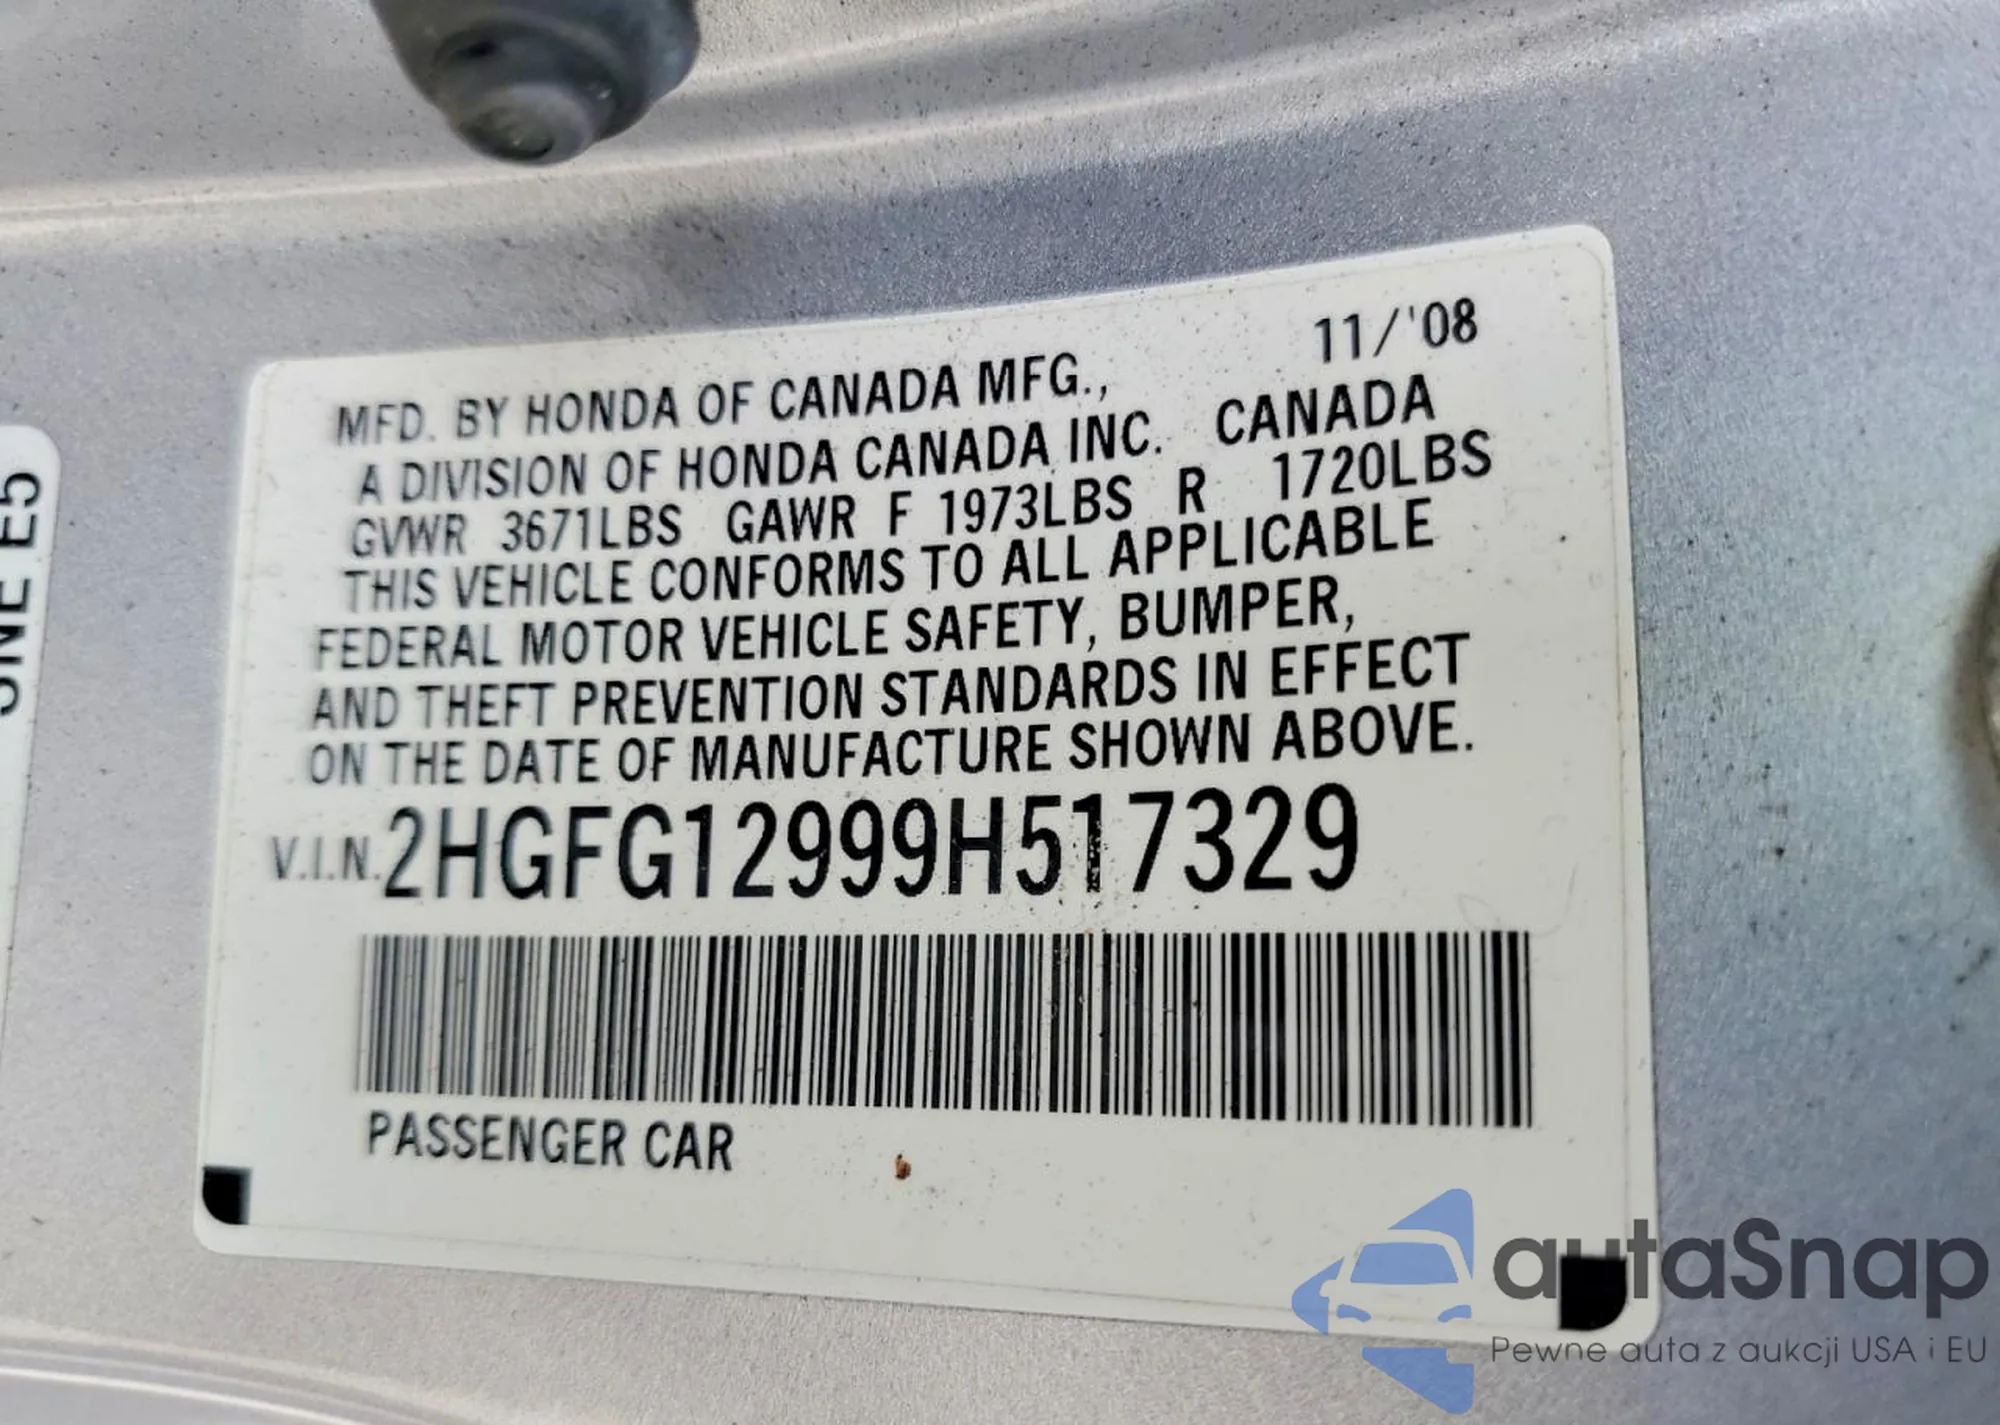 11/'08
MFD. BY HONDA OF CANADA MFG.,
A DIVISION OF HONDA CANADA INC. CANADA
GVWR 3671LBS GAWR F 1973LBS R 1720LBS
THIS VEHICLE CONFORMS TO ALL APPLICABLE
FEDERAL MOTOR VEHICLE SAFETY, BUMPER,
AND THEFT PREVENTION STANDARDS IN EFFECT
ON THE DATE OF MANUFACTURE SHOWN ABOVE.
V.I.N. 2HGFG12999H517329
PASSENGER CAR
E5
autaSnap
Pewne auta z aukcji USA i EU